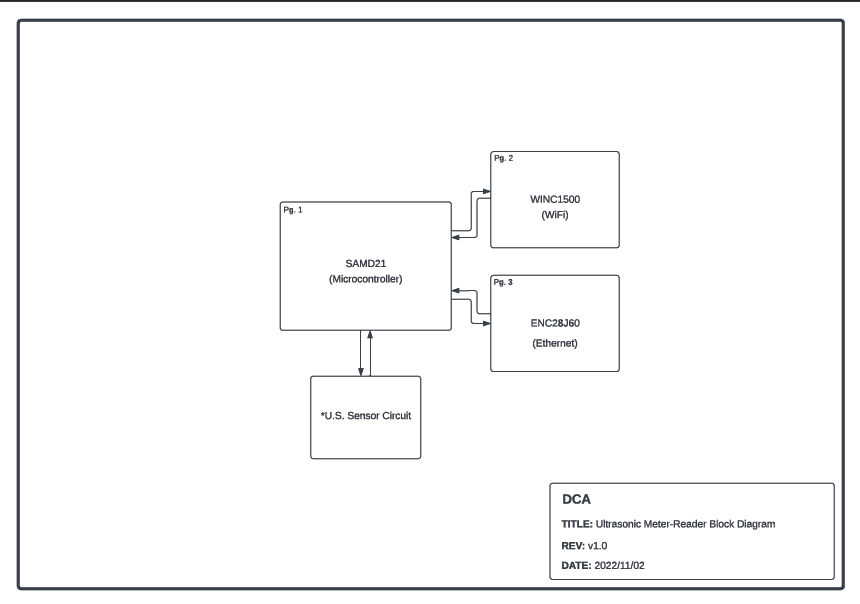 Pg. 1
SAMD21
(Microcontroller)
Pg. 2
WINC1500
(WiFi)
Pg. 3
ENC28J60
(Ethernet)
*U.S. Sensor Circuit
DCA
TITLE: Ultrasonic Meter-Reader Block Diagram
REV: v1.0
DATE: 2022/11/02